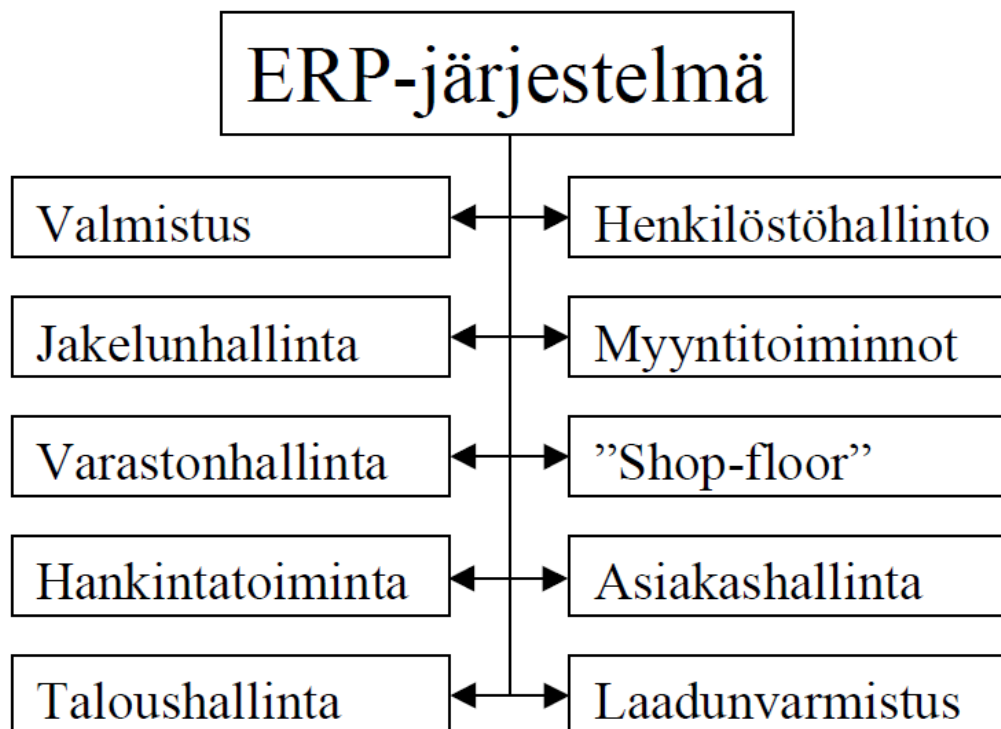 ERP-järjestelmä
Valmistus
Henkilöstöhallinto
Jakelunhallinta
Myyntitoiminnot
Varastonhallinta
”Shop-floor”
Hankintatoiminta
Asiakashallinta
Taloushallinta
Laadunvarmistus